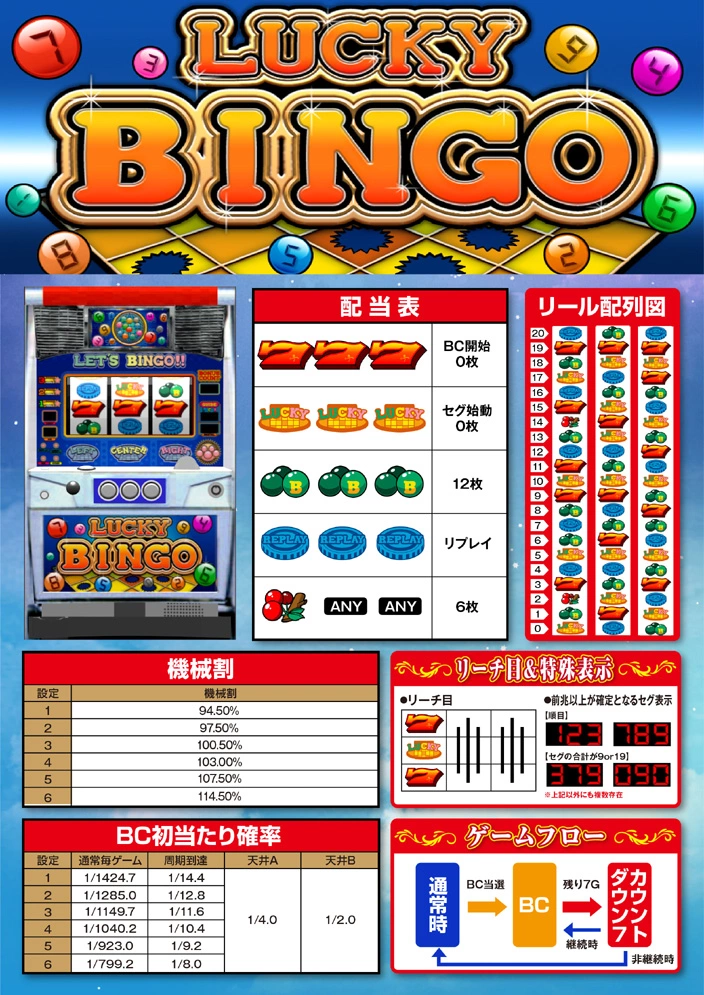 LUCKY
BINGO
7
3
9
4
1
8
5
2
6
LET'S BINGO!!
LEFT CENTER RIGHT
LUCKY
BINGO
配当表
BC開始
0枚
LUCKY LUCKY LUCKY
セグ始動
0枚
B B B
12枚
REPLAY REPLAY REPLAY
リプレイ
ANY ANY
6枚
リール配列図
20
19
18
17
16
15
14
13
12
11
10
9
8
7
6
5
4
3
2
1
0
機械割
設定 機械割
1 94.50%
2 97.50%
3 100.50%
4 103.00%
5 107.50%
6 114.50%
リーチ目&特殊表示
●リーチ目
LUCKY
●前兆以上が確定となるセグ表示
【順目】
123 789
【セグの合計が9or19】
379 090
※上記以外にも複数存在
BC初当たり確率
設定 通常毎ゲーム 周期到達 天井A 天井B
1 1/1424.7 1/14.4
2 1/1285.0 1/12.8
3 1/1149.7 1/11.6
4 1/1040.2 1/10.4
5 1/923.0 1/9.2
6 1/799.2 1/8.0
1/4.0 1/2.0
ゲームフロー
通常時
BC当選
BC
残り7G
カウント
ダウン7
継続時
非継続時